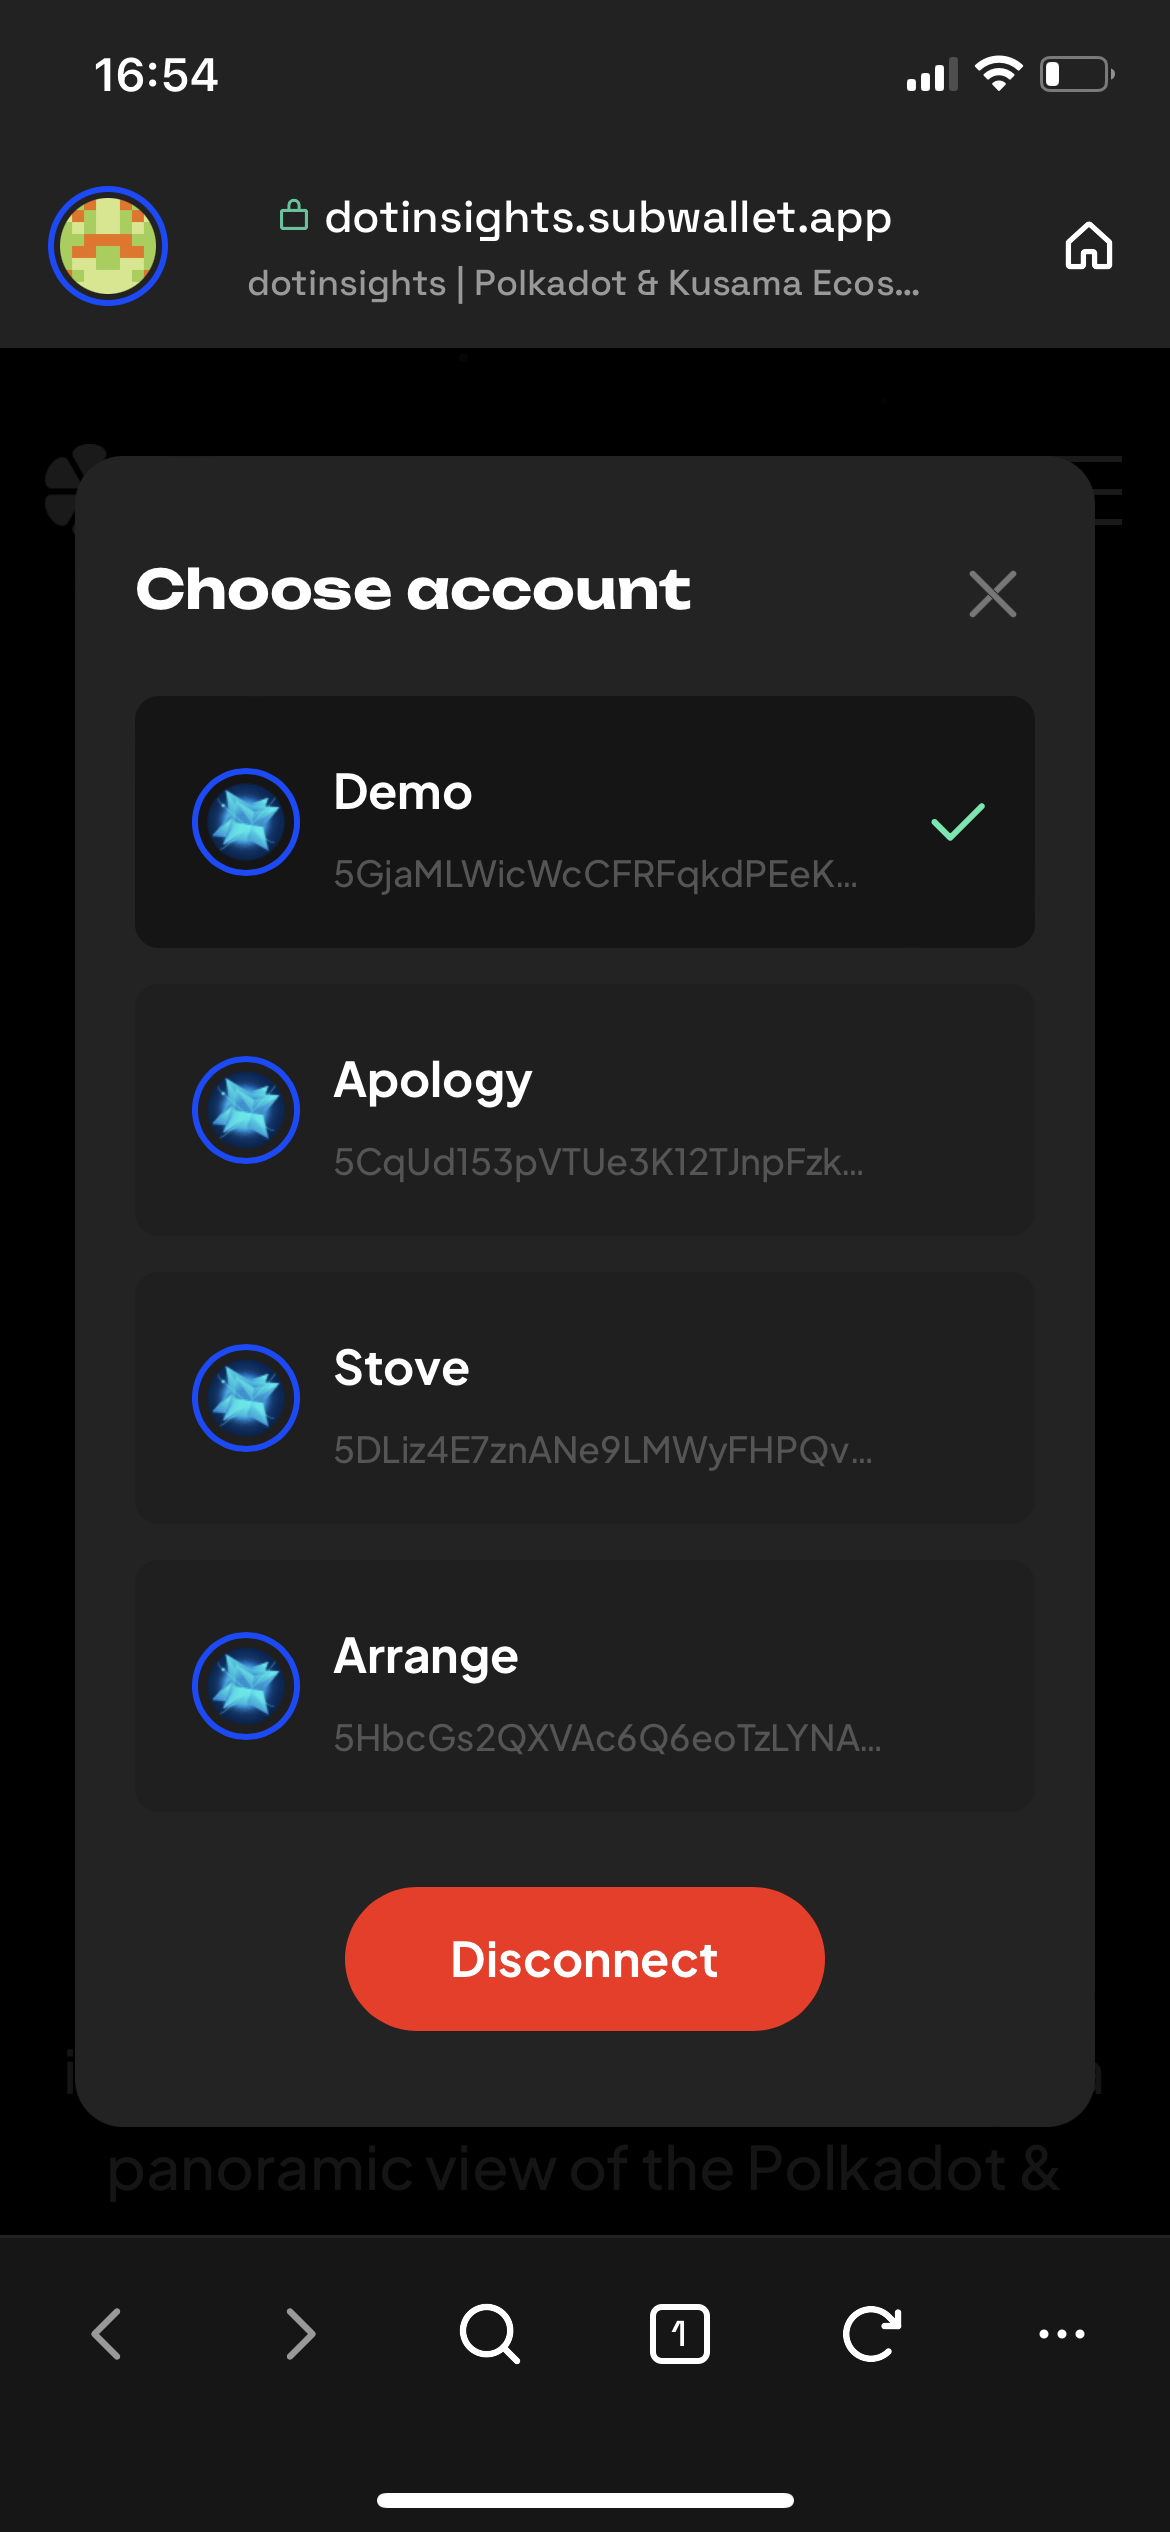 16:54
dotinsights.subwallet.app
dotinsights | Polkadot & Kusama Ecos...
Choose account
Demo
5GjaMLWicWcCFRFqkdPEeK...
Apology
5CqUd153pVTUe3K12TJnpFzk...
Stove
5DLiz4E7znANe9LMWyFHPQv...
Arrange
5HbcGs2QXVAc6Q6eoTzLYNA...
Disconnect
panoramic view of the Polkadot &
1